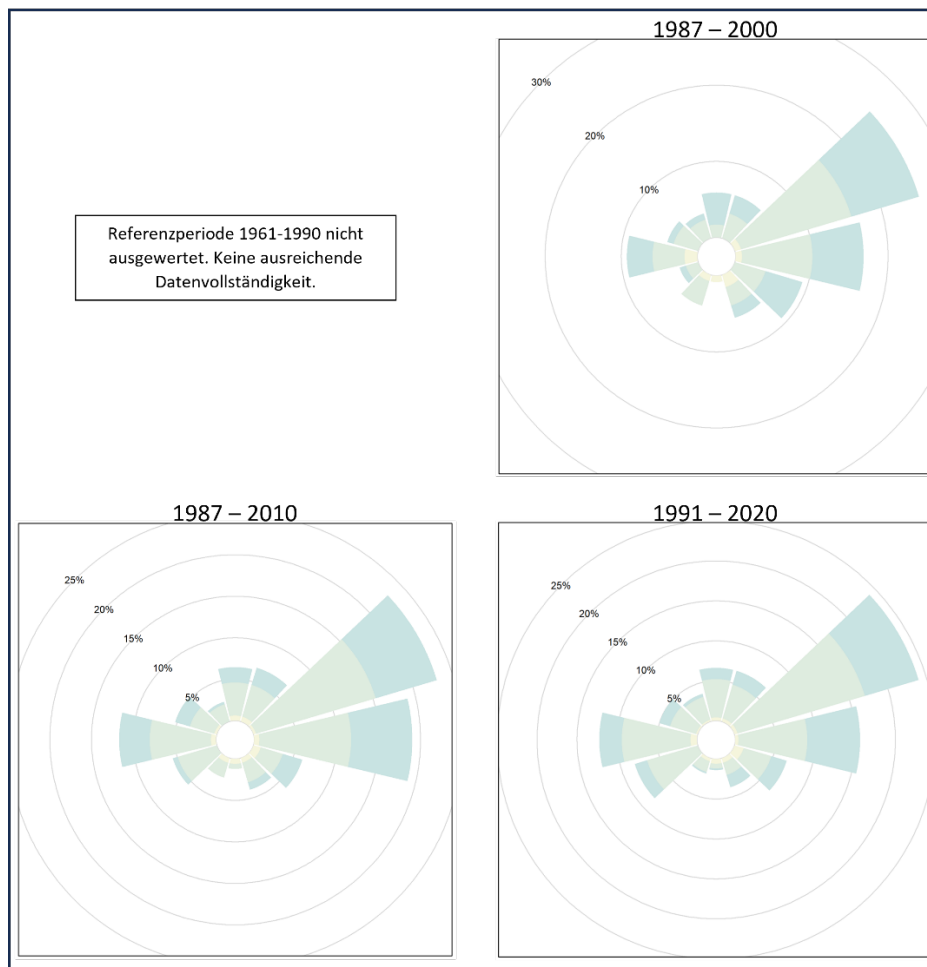 1987 – 2000
30%
20%
10%
Referenzperiode 1961-1990 nicht
ausgewertet. Keine ausreichende
Datenvollständigkeit.
1987 – 2010
25%
20%
15%
10%
5%
1991 – 2020
25%
20%
15%
10%
5%